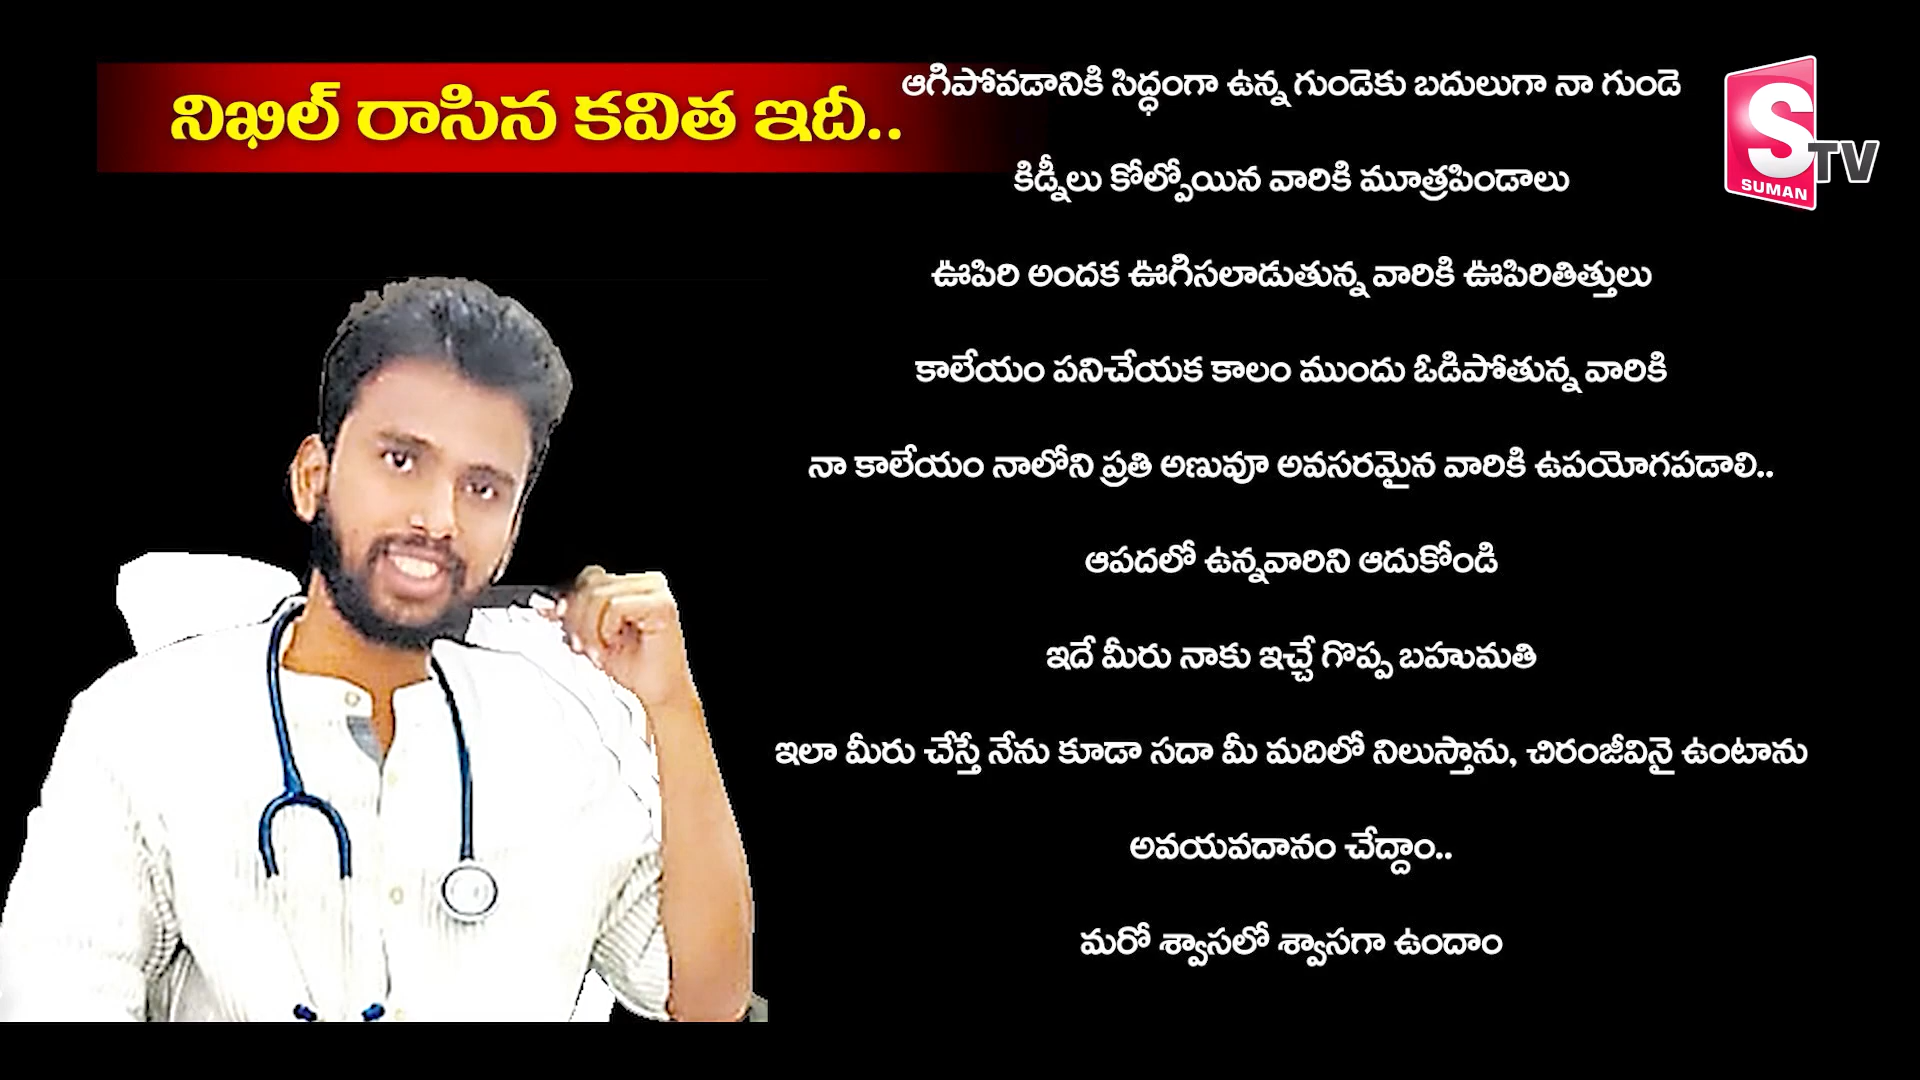 నిఖిల్ రాసిన కవిత ఇదీ..
ఆగిపోవడానికి సిద్ధంగా ఉన్న గుండెకు బదులుగా నా గుండె
కిడ్నీలు కోల్పోయిన వారికి మూత్రపిండాలు
ఊపిరి అందక ఊగిసలాడుతున్న వారికి ఊపిరితిత్తులు
కాలేయం పనిచేయక కాలం ముందు ఓడిపోతున్న వారికి
నా కాలేయం నాలోని ప్రతి అణువూ అవసరమైన వారికి ఉపయోగపడాలి..
ఆపదలో ఉన్నవారిని ఆదుకోండి
ఇదే మీరు నాకు ఇచ్చే గొప్ప బహుమతి
ఇలా మీరు చేస్తే నేను కూడా సదా మీ మదిలో నిలుస్తాను, చిరంజీవినై ఉంటాను
అవయవదానం చేద్దాం..
మరో శ్వాసలో శ్వాసగా ఉందాం
S TV
SUMAN